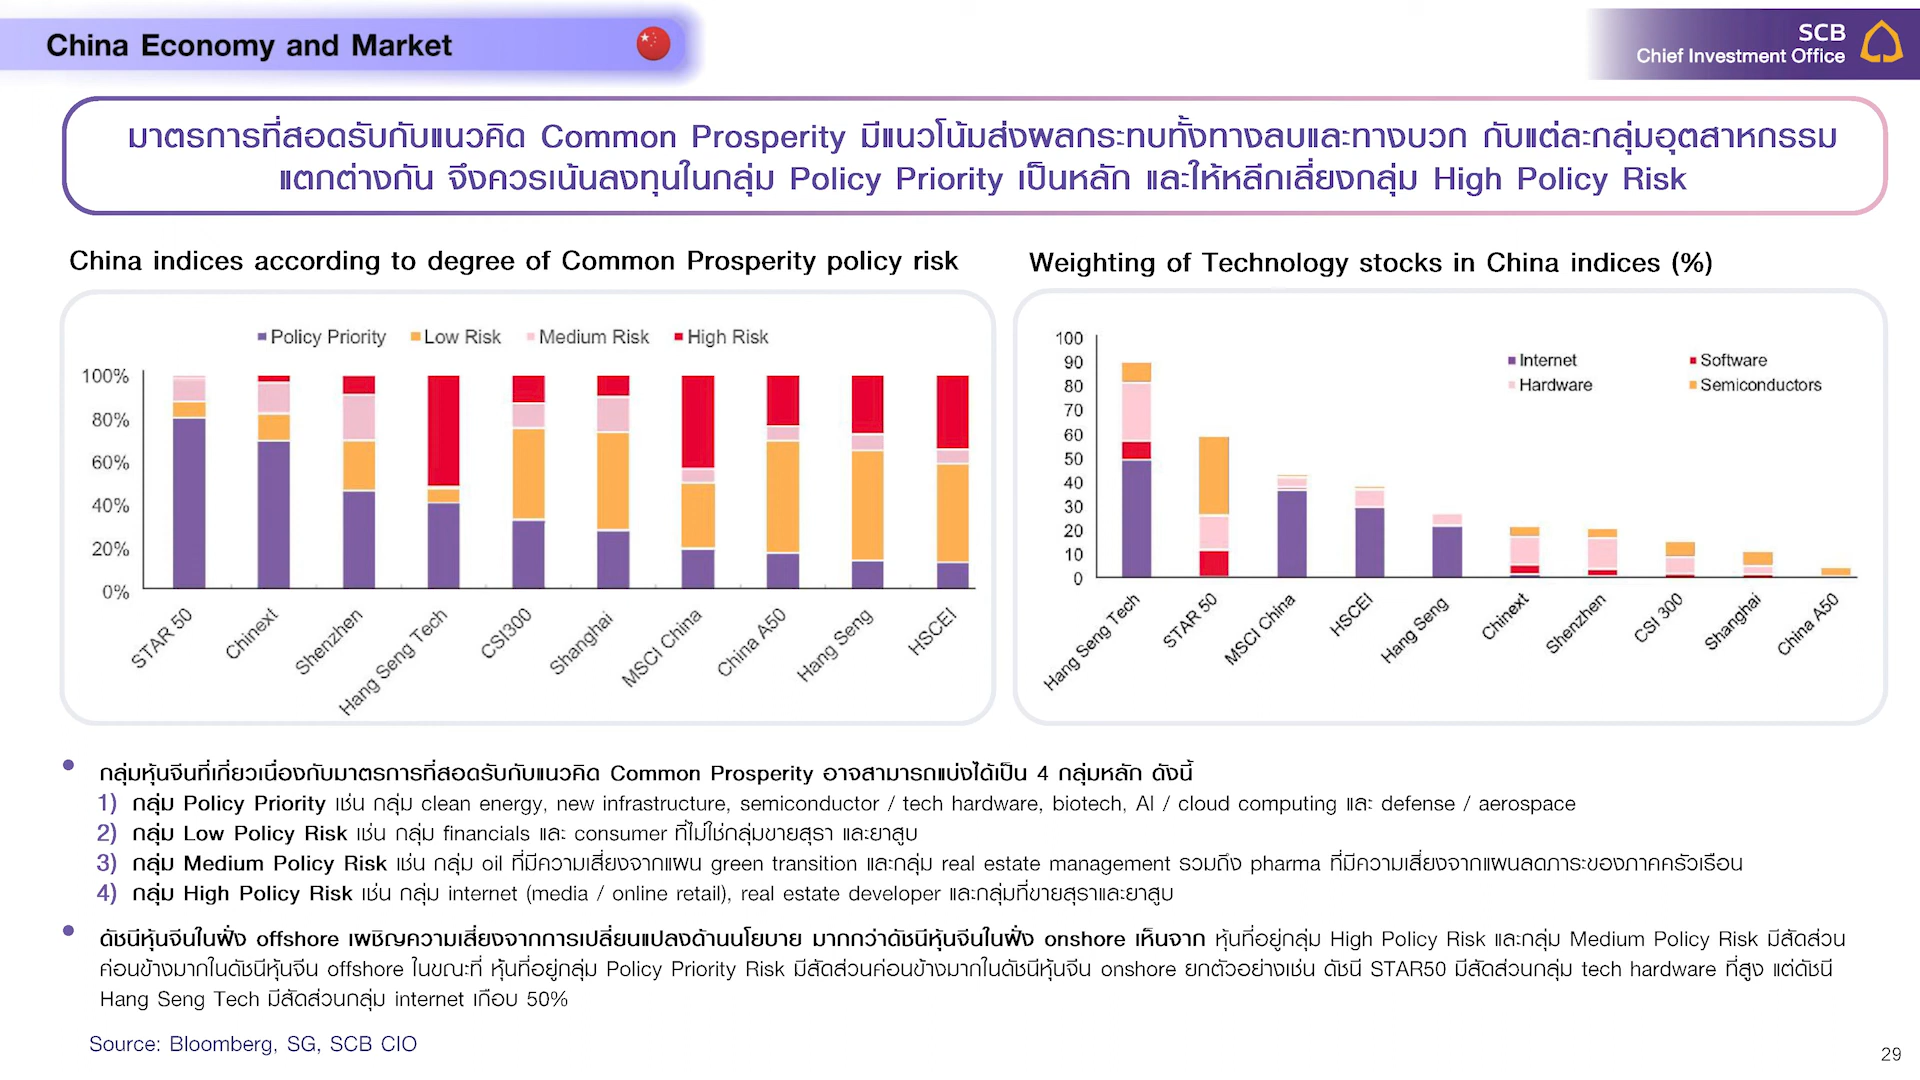 China Economy and Market
SCB
Chief Investment Office
มาตรการที่สอดรับกับแนวคิด Common Prosperity มีแนวโน้มส่งผลกระทบทั้งทางลบและทางบวก กับแต่ละกลุ่มอุตสาหกรรม
แตกต่างกัน จึงควรเน้นลงทุนในกลุ่ม Policy Priority เป็นหลัก และให้หลีกเลี่ยงกลุ่ม High Policy Risk
China indices according to degree of Common Prosperity policy risk
Policy Priority Low Risk Medium Risk High Risk
100%
80%
60%
40%
20%
0%
STAR 50 Chinext Shenzhen Hang Seng Tech CSI300 Shanghai MSCI China China A50 Hang Seng HSCEI
Weighting of Technology stocks in China indices (%)
Internet Software
Hardware Semiconductors
100
90
80
70
60
50
40
30
20
10
0
Hang Seng Tech STAR 50 MSCI China HSCEI Hang Seng Chinext Shenzhen CSI 300 Shanghai China A50
• กลุ่มหุ้นจีนที่เกี่ยวเนื่องกับมาตรการที่สอดรับกับแนวคิด Common Prosperity อาจสามารถแบ่งได้เป็น 4 กลุ่มหลัก ดังนี้
1) กลุ่ม Policy Priority เช่น กลุ่ม clean energy, new infrastructure, semiconductor / tech hardware, biotech, AI / cloud computing และ defense / aerospace
2) กลุ่ม Low Policy Risk เช่น กลุ่ม financials และ consumer ที่ไม่ใช่กลุ่มขายสุรา และยาสูบ
3) กลุ่ม Medium Policy Risk เช่น กลุ่ม oil ที่มีความเสี่ยงจากแผน green transition และกลุ่ม real estate management รวมถึง pharma ที่มีความเสี่ยงจากแผนลดภาระของภาคครัวเรือน
4) กลุ่ม High Policy Risk เช่น กลุ่ม internet (media / online retail), real estate developer และกลุ่มที่ขายสุราและยาสูบ
• ดัชนีหุ้นจีนในฝั่ง offshore เผชิญความเสี่ยงจากการเปลี่ยนแปลงด้านนโยบาย มากกว่าดัชนีหุ้นจีนในฝั่ง onshore เห็นจาก หุ้นที่อยู่กลุ่ม High Policy Risk และกลุ่ม Medium Policy Risk มีสัดส่วน
ค่อนข้างมากในดัชนีหุ้นจีน offshore ในขณะที่ หุ้นที่อยู่กลุ่ม Policy Priority Risk มีสัดส่วนค่อนข้างมากในดัชนีหุ้นจีน onshore ยกตัวอย่างเช่น ดัชนี STAR50 มีสัดส่วนกลุ่ม tech hardware ที่สูง แต่ดัชนี
Hang Seng Tech มีสัดส่วนกลุ่ม internet เกือบ 50%
Source: Bloomberg, SG, SCB CIO
29